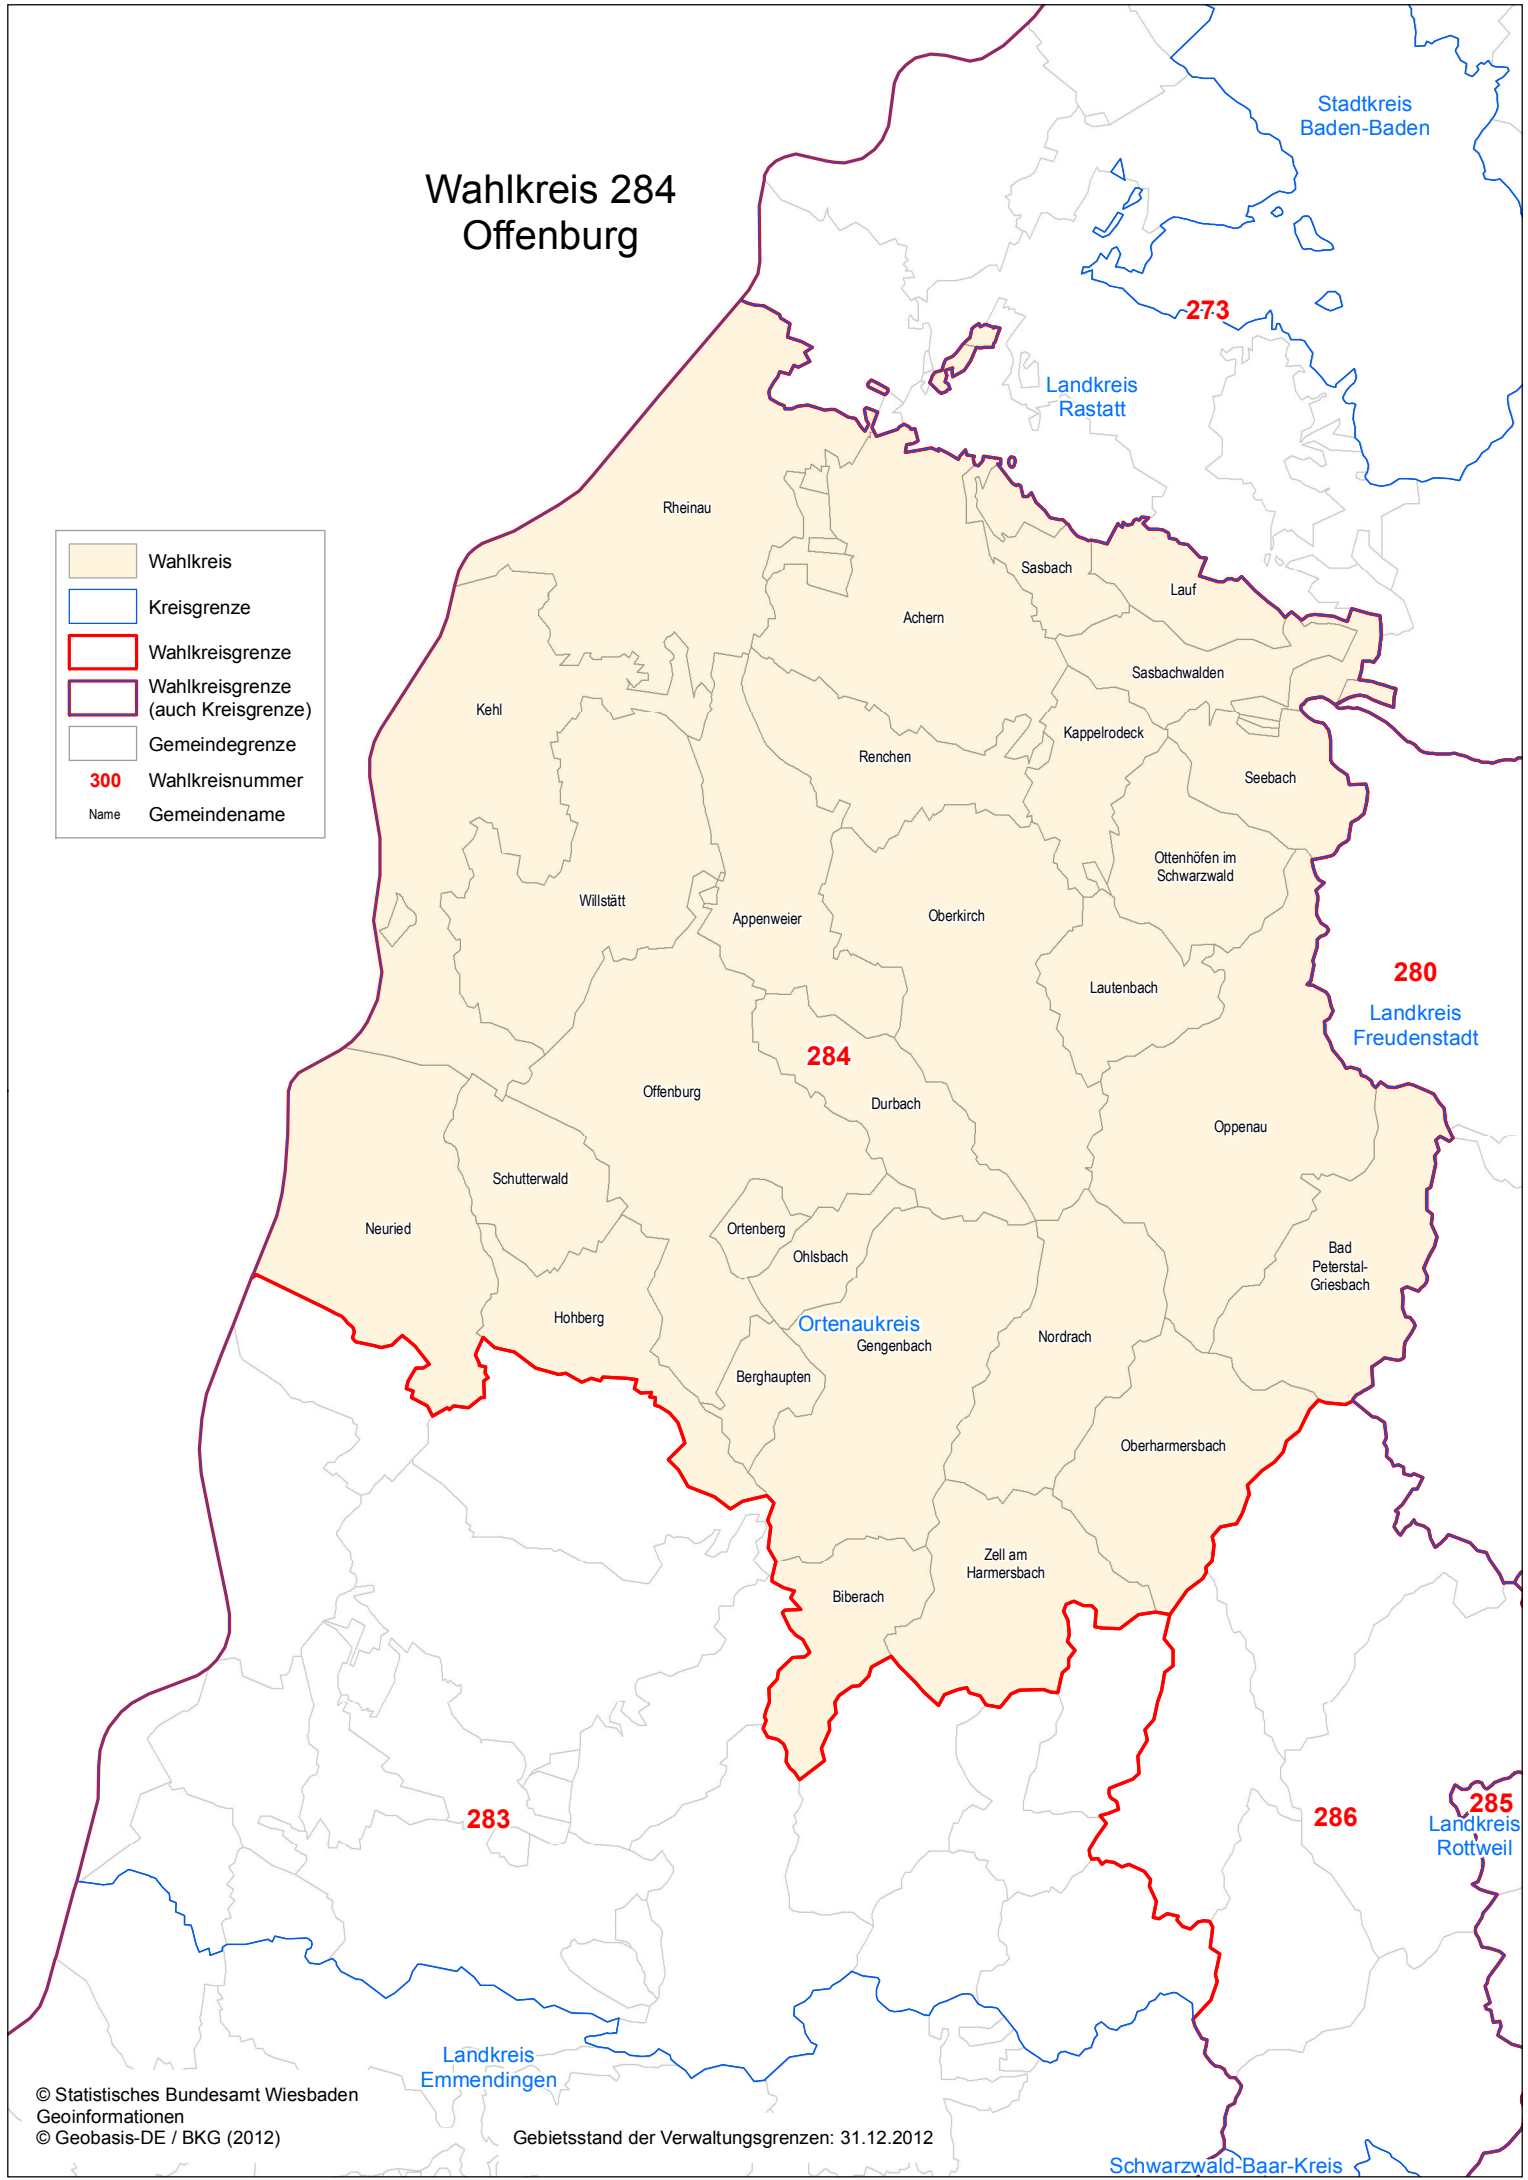 Wahlkreis 284
Offenburg
Stadtkreis
Baden-Baden
273
Landkreis
Rastatt
Wahlkreis
Kreisgrenze
Wahlkreisgrenze
Wahlkreisgrenze
(auch Kreisgrenze)
Gemeindegrenze
300 Wahlkreisnummer
Name Gemeindename
Rheinau
Sasbach
Lauf
Achern
Sasbachwalden
Kehl
Kappelrodeck
Renchen
Seebach
Ottenhöfen im
Schwarzwald
Willstätt
Appenweier
Oberkirch
Lautenbach
280
Landkreis
Freudenstadt
284
Offenburg
Durbach
Oppenau
Schutterwald
Neuried
Ortenberg
Ohlsbach
Bad
Peterstal-
Griesbach
Hohberg
Ortenaukreis
Gengenbach
Nordrach
Berghaupten
Oberharmersbach
Zell am
Harmersbach
Biberach
283
286
285
Landkreis
Rottweil
Landkreis
Emmendingen
© Statistisches Bundesamt Wiesbaden
Geoinformationen
© Geobasis-DE / BKG (2012)
Gebietsstand der Verwaltungsgrenzen: 31.12.2012
Schwarzwald-Baar-Kreis